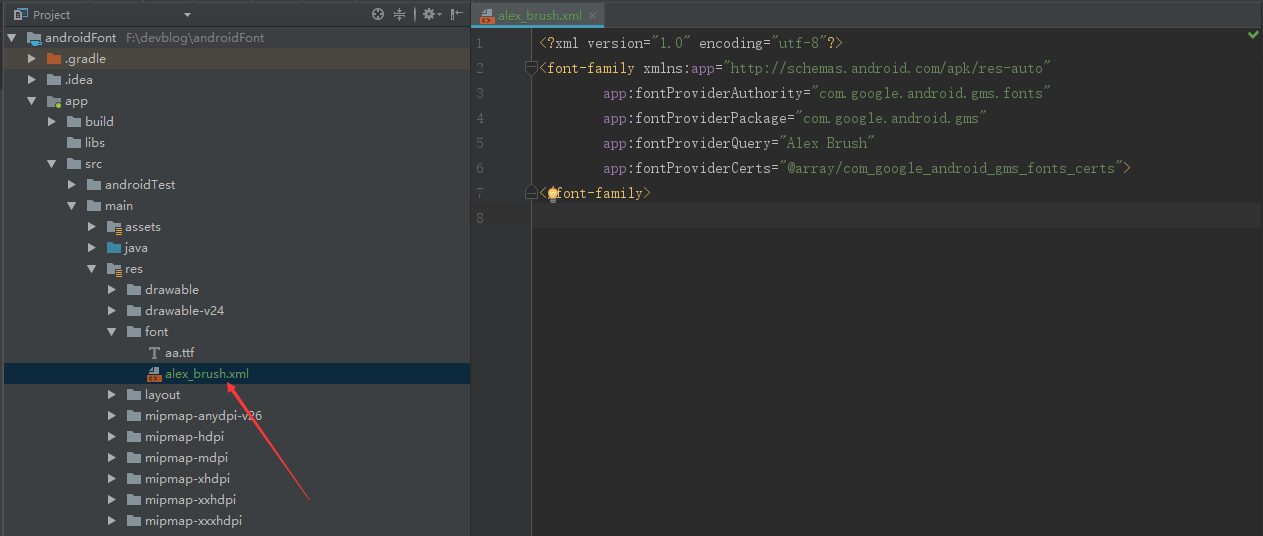 Project
androidFont F:\devblog\androidFont
.gradle
.idea
app
build
libs
src
androidTest
main
assets
java
res
drawable
drawable-v24
font
aa.ttf
alex_brush.xml
layout
mipmap-anydpi-v26
mipmap-hdpi
mipmap-mdpi
mipmap-xhdpi
mipmap-xxhdpi
mipmap-xxxhdpi
alex_brush.xml
1 <?xml version="1.0" encoding="utf-8"?>
2 <font-family xmlns:app="http://schemas.android.com/apk/res-auto"
3 app:fontProviderAuthority="com.google.android.gms.fonts"
4 app:fontProviderPackage="com.google.android.gms"
5 app:fontProviderQuery="Alex Brush"
6 app:fontProviderCerts="@array/com_google_android_gms_fonts_certs">
7 </font-family>
8